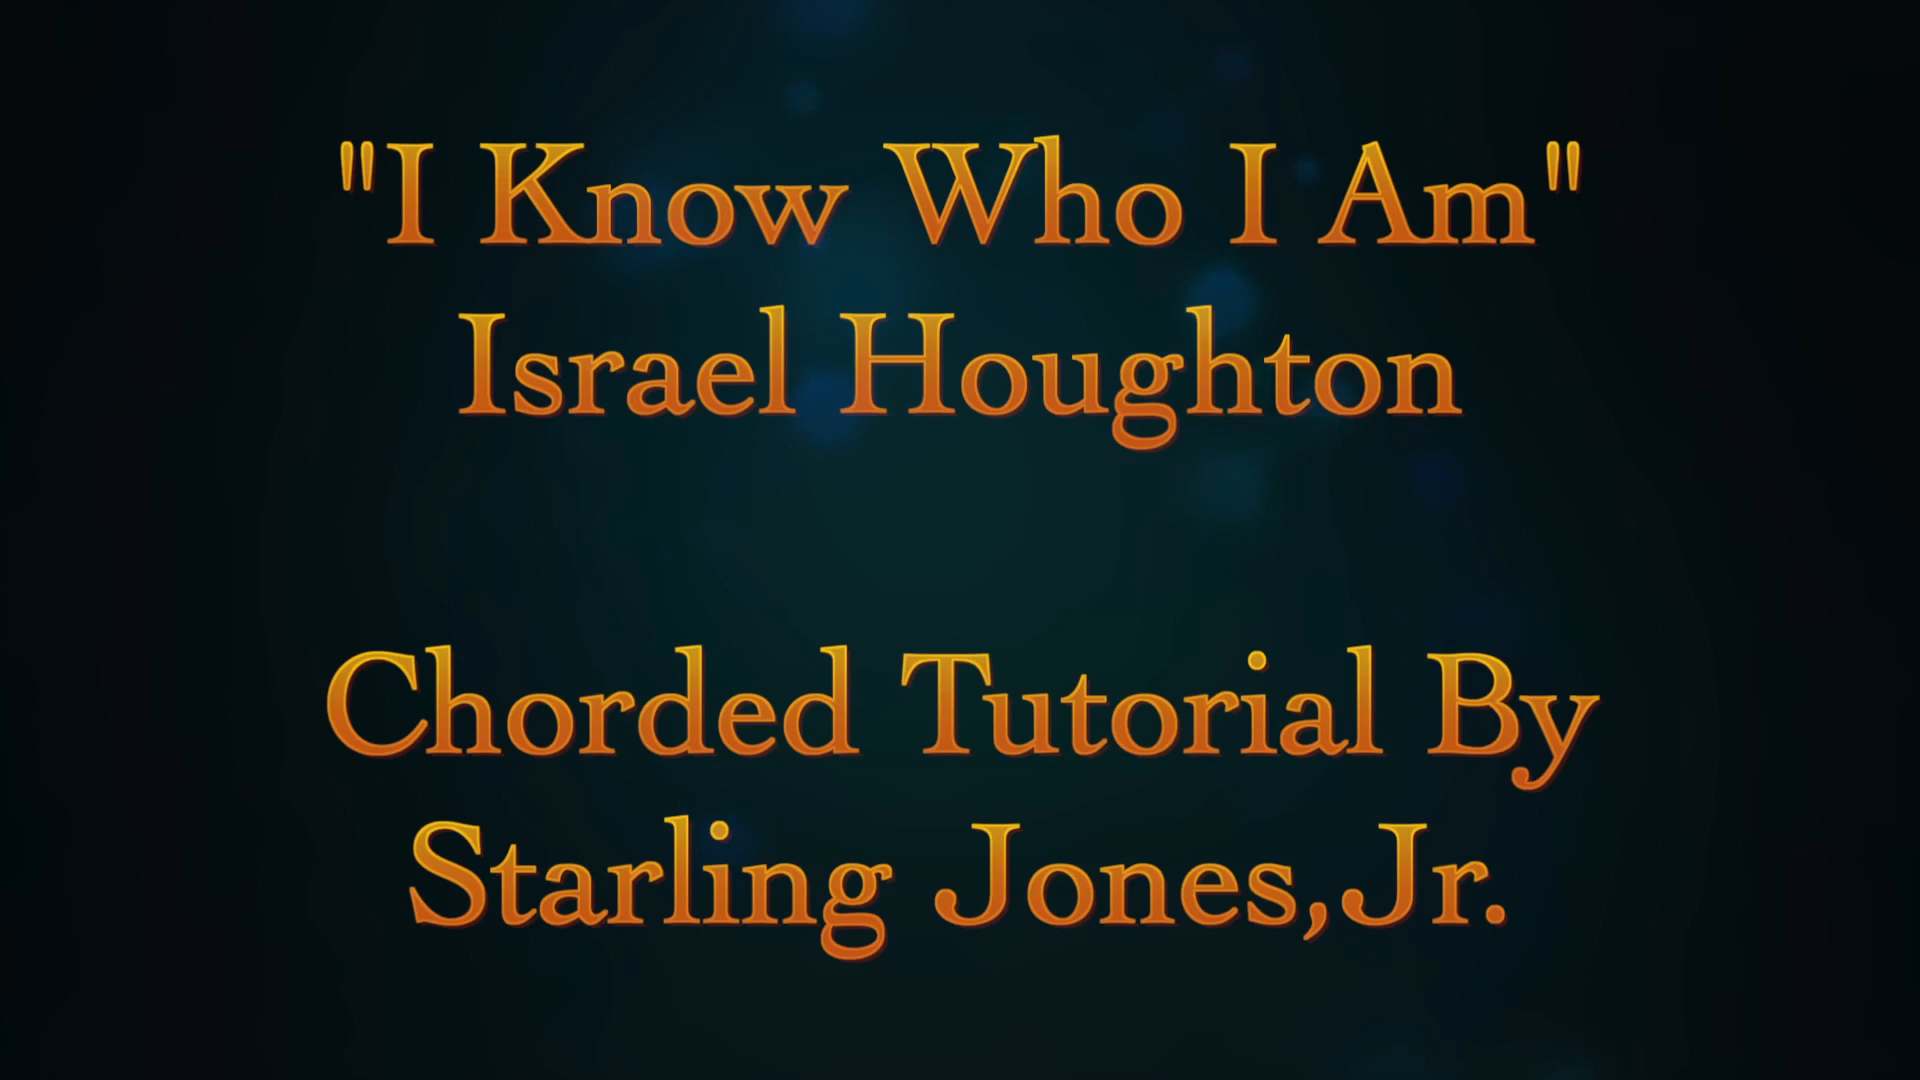 "I Know Who I Am"
Israel Houghton
Chorded Tutorial By
Starling Jones,Jr.